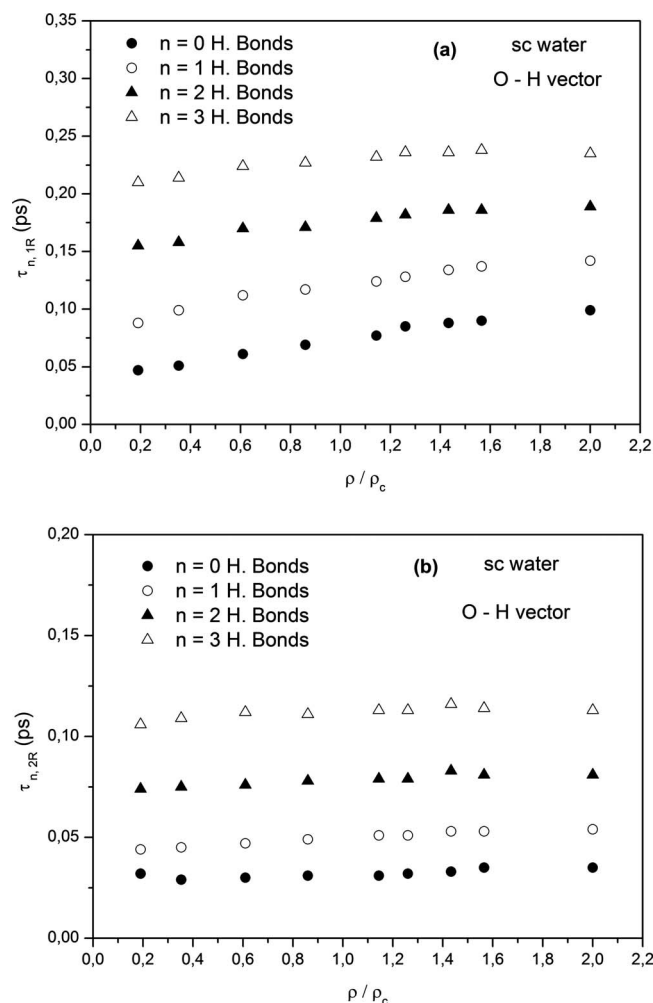 0,35
0,30
0,25
0,20
0,15
0,10
0,05
0,00
τn, 1R (ps)
n = 0 H. Bonds
n = 1 H. Bonds
n = 2 H. Bonds
n = 3 H. Bonds
(a)
sc water
O - H vector
0,0 0,2 0,4 0,6 0,8 1,0 1,2 1,4 1,6 1,8 2,0 2,2
ρ / ρc
0,20
0,15
0,10
0,05
0,00
τn, 2R (ps)
n = 0 H. Bonds
n = 1 H. Bonds
n = 2 H. Bonds
n = 3 H. Bonds
(b)
sc water
O - H vector
0,0 0,2 0,4 0,6 0,8 1,0 1,2 1,4 1,6 1,8 2,0 2,2
ρ / ρc